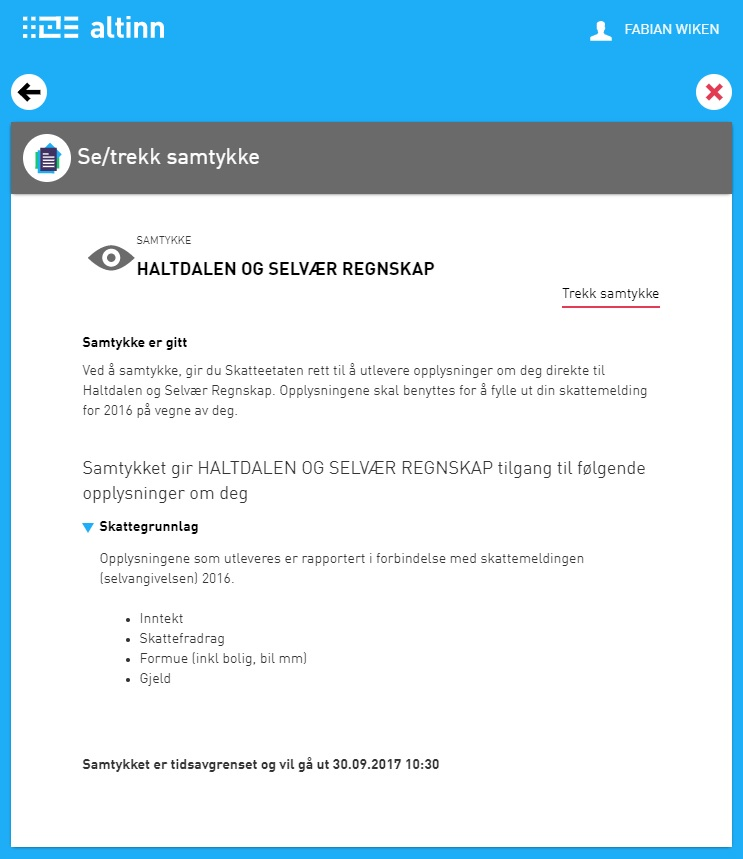 altinn
FABIAN WIKEN
Se/trekk samtykke
SAMTYKKE
HALTDALEN OG SELVÆR REGNSKAP
Trekk samtykke
Samtykke er gitt
Ved å samtykke, gir du Skatteetaten rett til å utlevere opplysninger om deg direkte til
Haltdalen og Selvær Regnskap. Opplysningene skal benyttes for å fylle ut din skattemelding
for 2016 på vegne av deg.
Samtykket gir HALTDALEN OG SELVÆR REGNSKAP tilgang til følgende
opplysninger om deg
Skattegrunnlag
Opplysningene som utleveres er rapportert i forbindelse med skattemeldingen
(selvangivelsen) 2016.
• Inntekt
• Skattefradrag
• Formue (inkl bolig, bil mm)
• Gjeld
Samtykket er tidsavgrenset og vil gå ut 30.09.2017 10:30